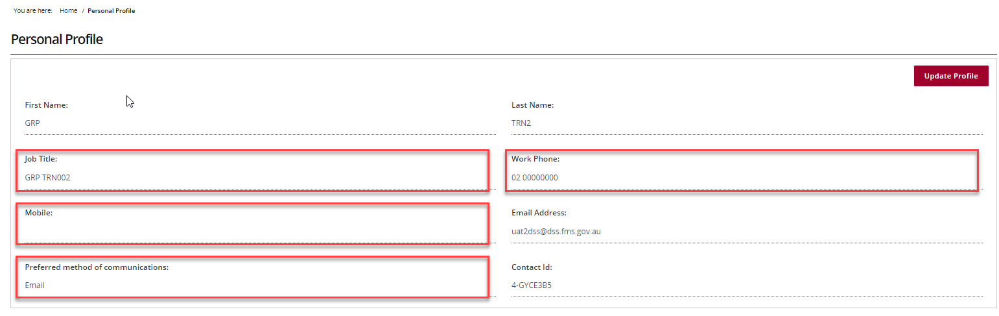 You are here: Home / Personal Profile
Personal Profile
Update Profile
First Name: Last Name:
GRP TRN2
Job Title: Work Phone:
GRP TRN002 02 00000000
Mobile: Email Address:
uat2dss@dss.fms.gov.au
Preferred method of communications: Contact Id:
Email 4-GYCE3B5